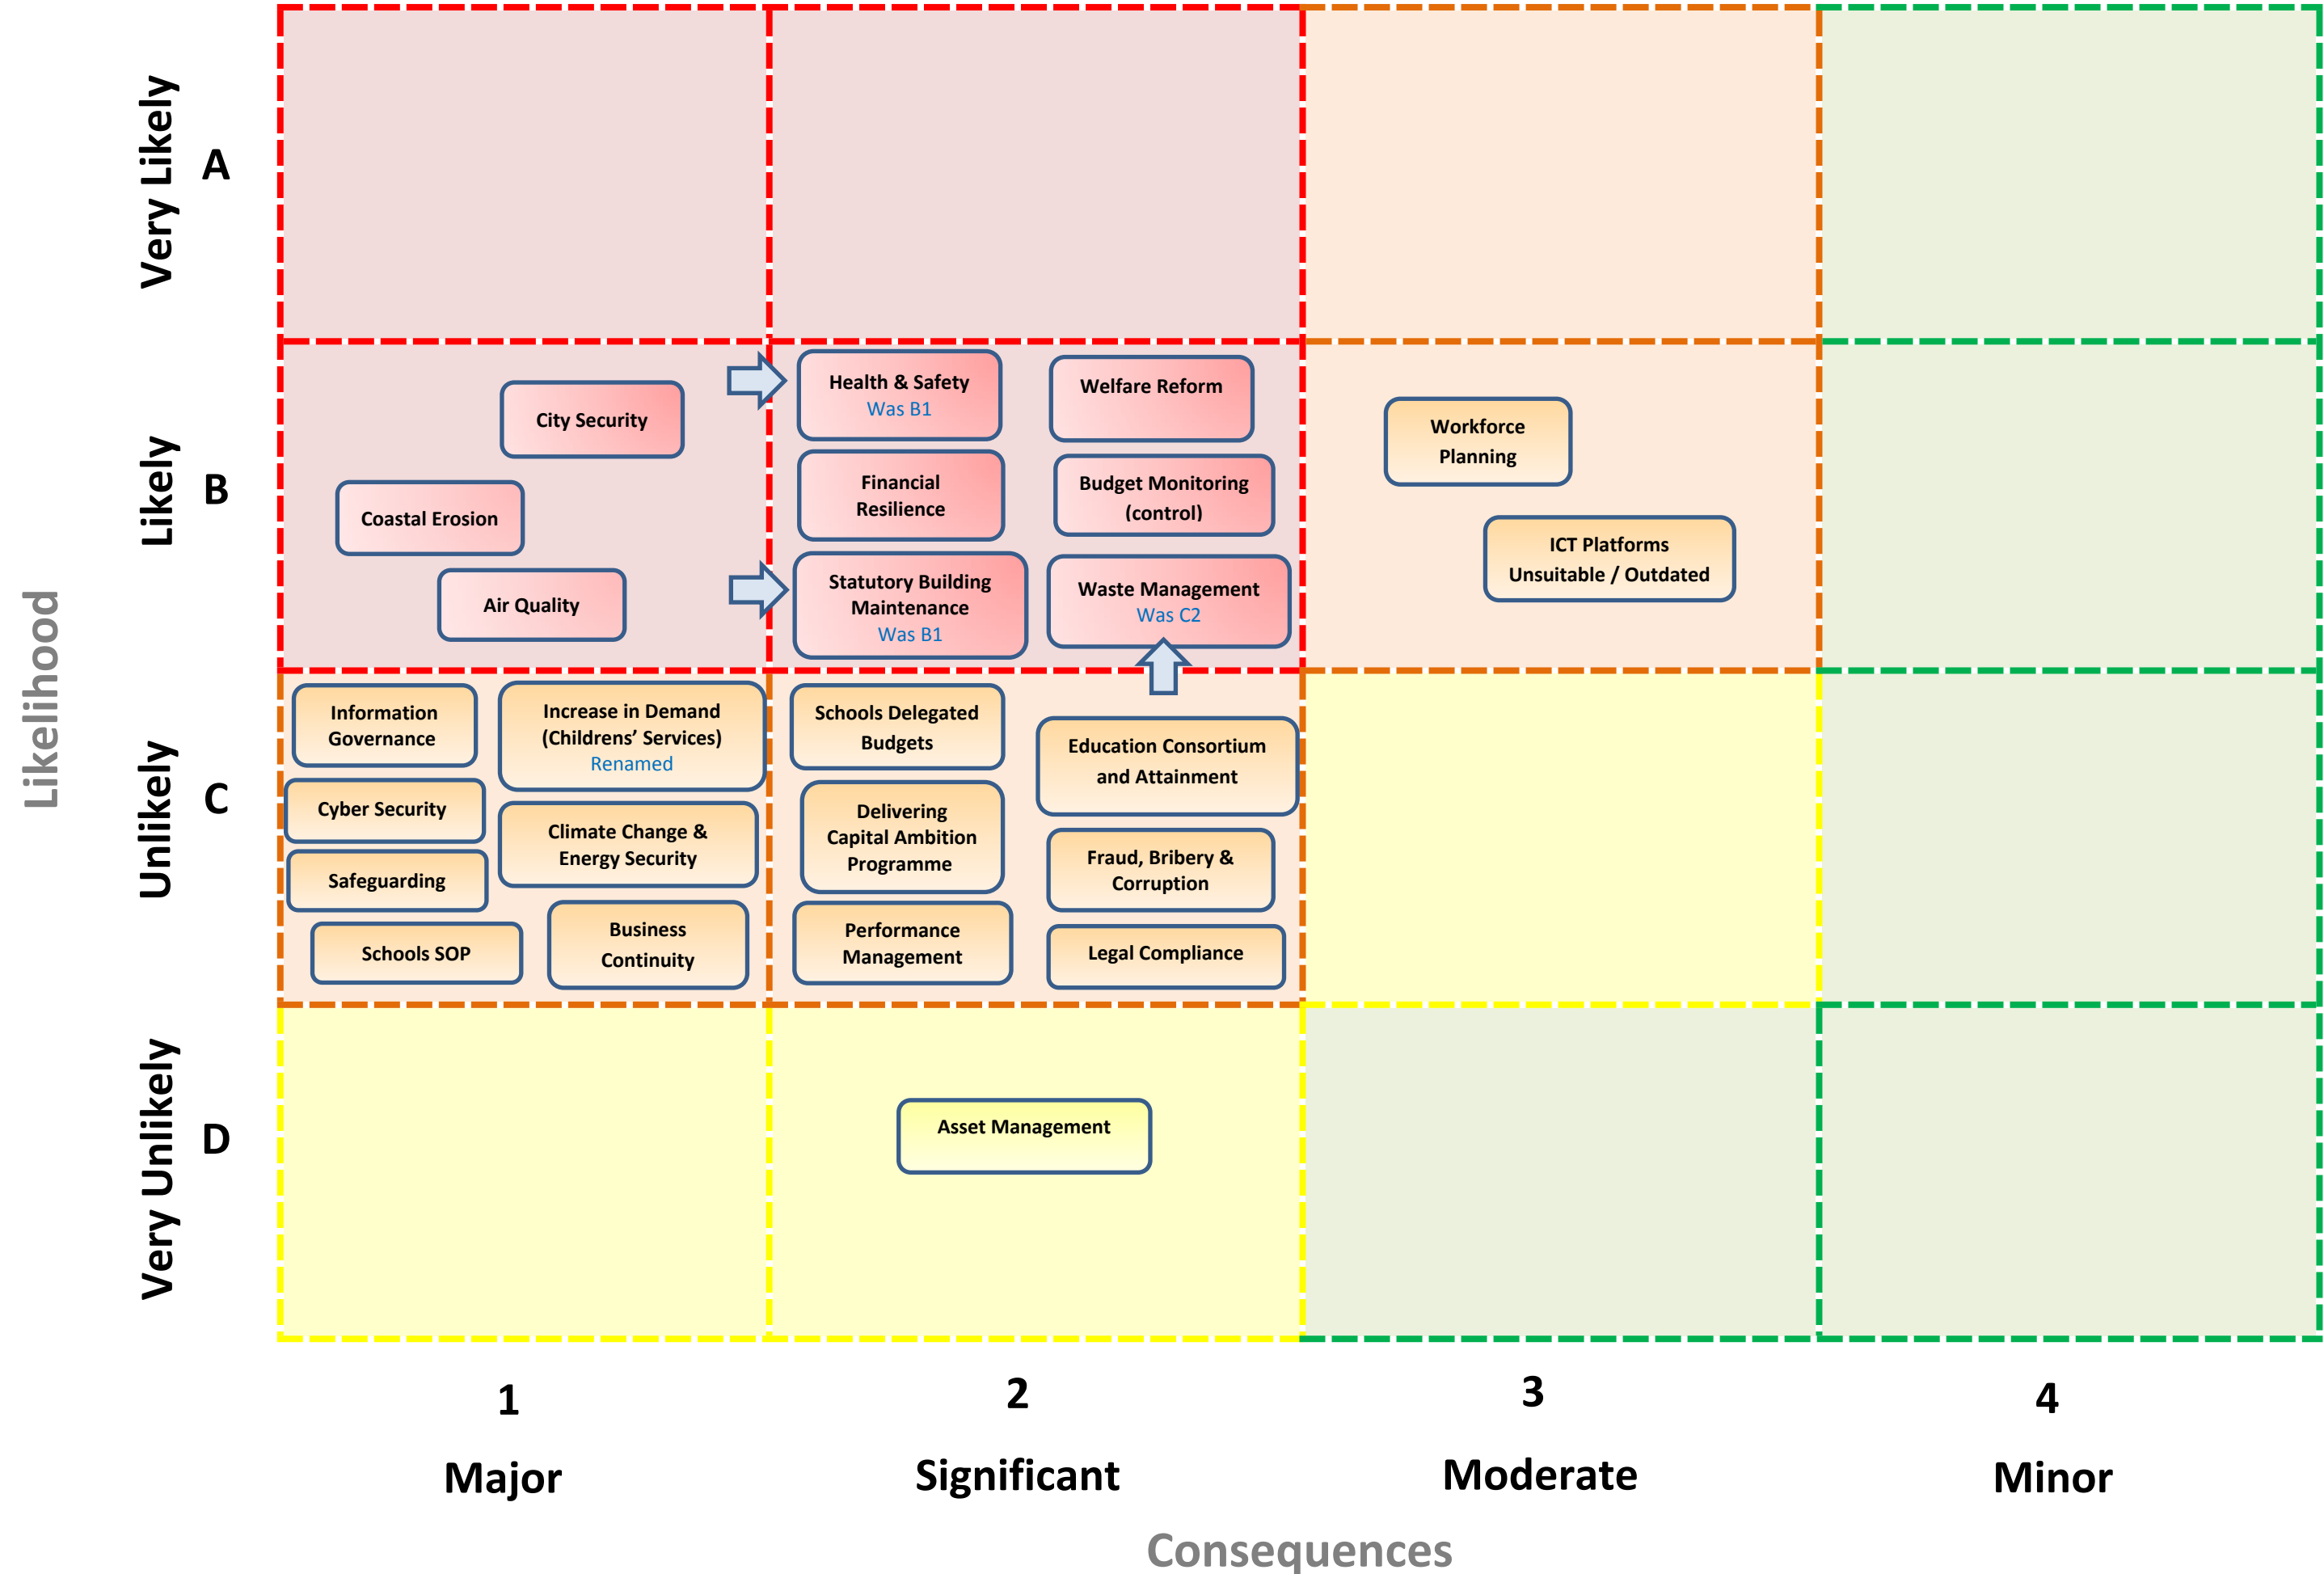 Likelihood
Very Likely
A
Likely
B
City Security
Coastal Erosion
Air Quality
Health & Safety
Was B1
Welfare Reform
Financial
Resilience
Budget Monitoring
(control)
Statutory Building
Maintenance
Was B1
Waste Management
Was C2
Workforce
Planning
ICT Platforms
Unsuitable / Outdated
Unlikely
C
Information
Governance
Increase in Demand
(Childrens’ Services)
Renamed
Cyber Security
Climate Change &
Energy Security
Safeguarding
Schools SOP
Business
Continuity
Schools Delegated
Budgets
Education Consortium
and Attainment
Delivering
Capital Ambition
Programme
Fraud, Bribery &
Corruption
Performance
Management
Legal Compliance
Very Unlikely
D
Asset Management
1
2
3
4
Major
Significant
Moderate
Minor
Consequences